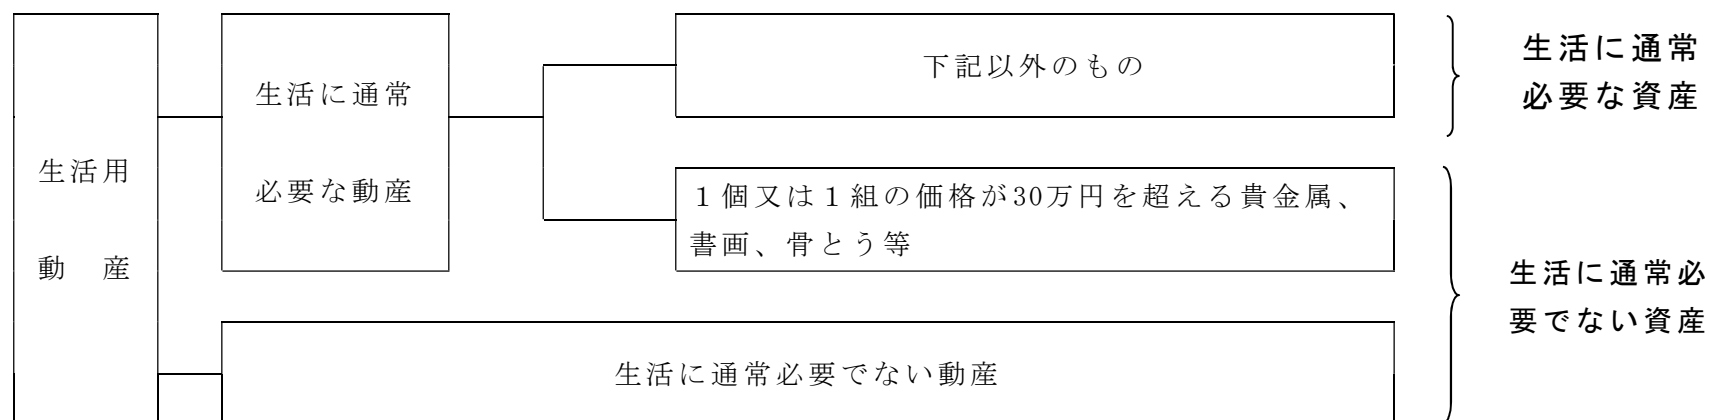 生活用
動　産
生活に通常
必要な動産
下記以外のもの
１個又は１組の価格が30万円を超える貴金属、
書画、骨とう等
生活に通常必要でない動産
生活に通常
必要な資産
生活に通常必
要でない資産